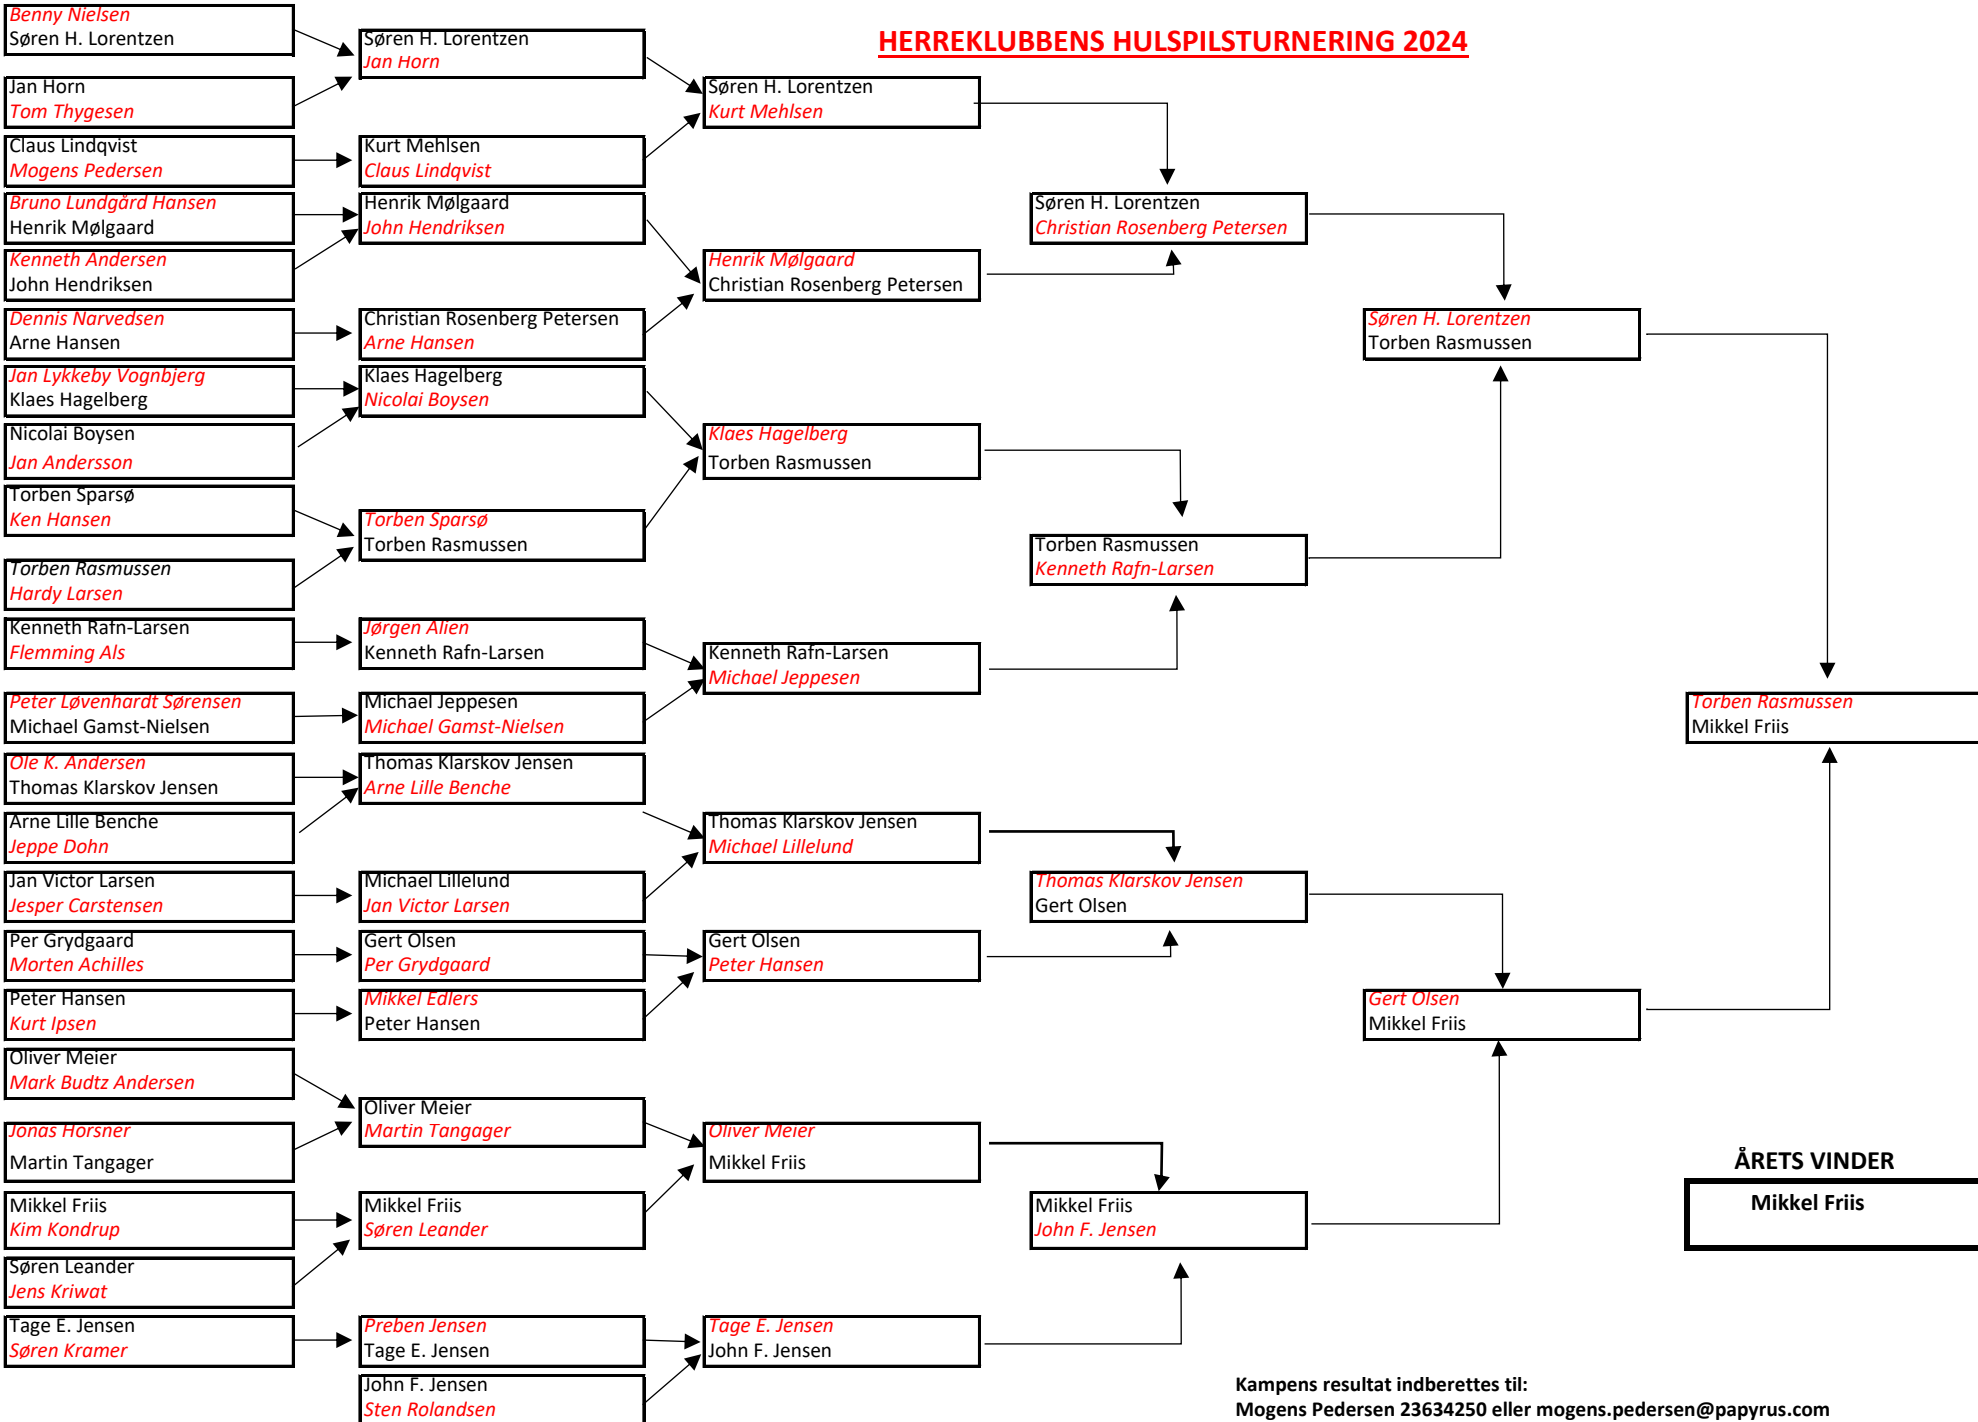 HERREKLUBBENS HULSPILSTURNERING 2024
Benny Nielsen
Søren H. Lorentzen
Jan Horn
Tom Thygesen
Claus Lindqvist
Mogens Pedersen
Bruno Lundgård Hansen
Henrik Mølgaard
Kenneth Andersen
John Hendriksen
Dennis Narvedsen
Arne Hansen
Jan Lykkeby Vognbjerg
Klaes Hagelberg
Nicolai Boysen
Jan Andersson
Torben Sparsø
Ken Hansen
Torben Rasmussen
Hardy Larsen
Kenneth Rafn-Larsen
Flemming Als
Peter Løvenhardt Sørensen
Michael Gamst-Nielsen
Ole K. Andersen
Thomas Klarskov Jensen
Arne Lille Benche
Jeppe Dohn
Jan Victor Larsen
Jesper Carstensen
Per Grydgaard
Morten Achilles
Peter Hansen
Kurt Ipsen
Oliver Meier
Mark Budtz Andersen
Jonas Horsner
Martin Tangager
Mikkel Friis
Kim Kondrup
Søren Leander
Jens Kriwat
Tage E. Jensen
Søren Kramer
Søren H. Lorentzen
Jan Horn
Kurt Mehlsen
Claus Lindqvist
Henrik Mølgaard
John Hendriksen
Christian Rosenberg Petersen
Arne Hansen
Klaes Hagelberg
Nicolai Boysen
Torben Sparsø
Torben Rasmussen
Jørgen Alien
Kenneth Rafn-Larsen
Michael Jeppesen
Michael Gamst-Nielsen
Thomas Klarskov Jensen
Arne Lille Benche
Michael Lillelund
Jan Victor Larsen
Gert Olsen
Per Grydgaard
Mikkel Edlers
Peter Hansen
Oliver Meier
Martin Tangager
Mikkel Friis
Søren Leander
Preben Jensen
Tage E. Jensen
John F. Jensen
Sten Rolandsen
Søren H. Lorentzen
Kurt Mehlsen
Henrik Mølgaard
Christian Rosenberg Petersen
Klaes Hagelberg
Torben Rasmussen
Kenneth Rafn-Larsen
Michael Jeppesen
Thomas Klarskov Jensen
Michael Lillelund
Gert Olsen
Peter Hansen
Oliver Meier
Mikkel Friis
Tage E. Jensen
John F. Jensen
Søren H. Lorentzen
Christian Rosenberg Petersen
Torben Rasmussen
Kenneth Rafn-Larsen
Thomas Klarskov Jensen
Gert Olsen
Mikkel Friis
John F. Jensen
Søren H. Lorentzen
Torben Rasmussen
Gert Olsen
Mikkel Friis
Torben Rasmussen
Mikkel Friis
ÅRETS VINDER
Mikkel Friis
Kampens resultat indberettes til:
Mogens Pedersen 23634250 eller mogens.pedersen@papyrus.com